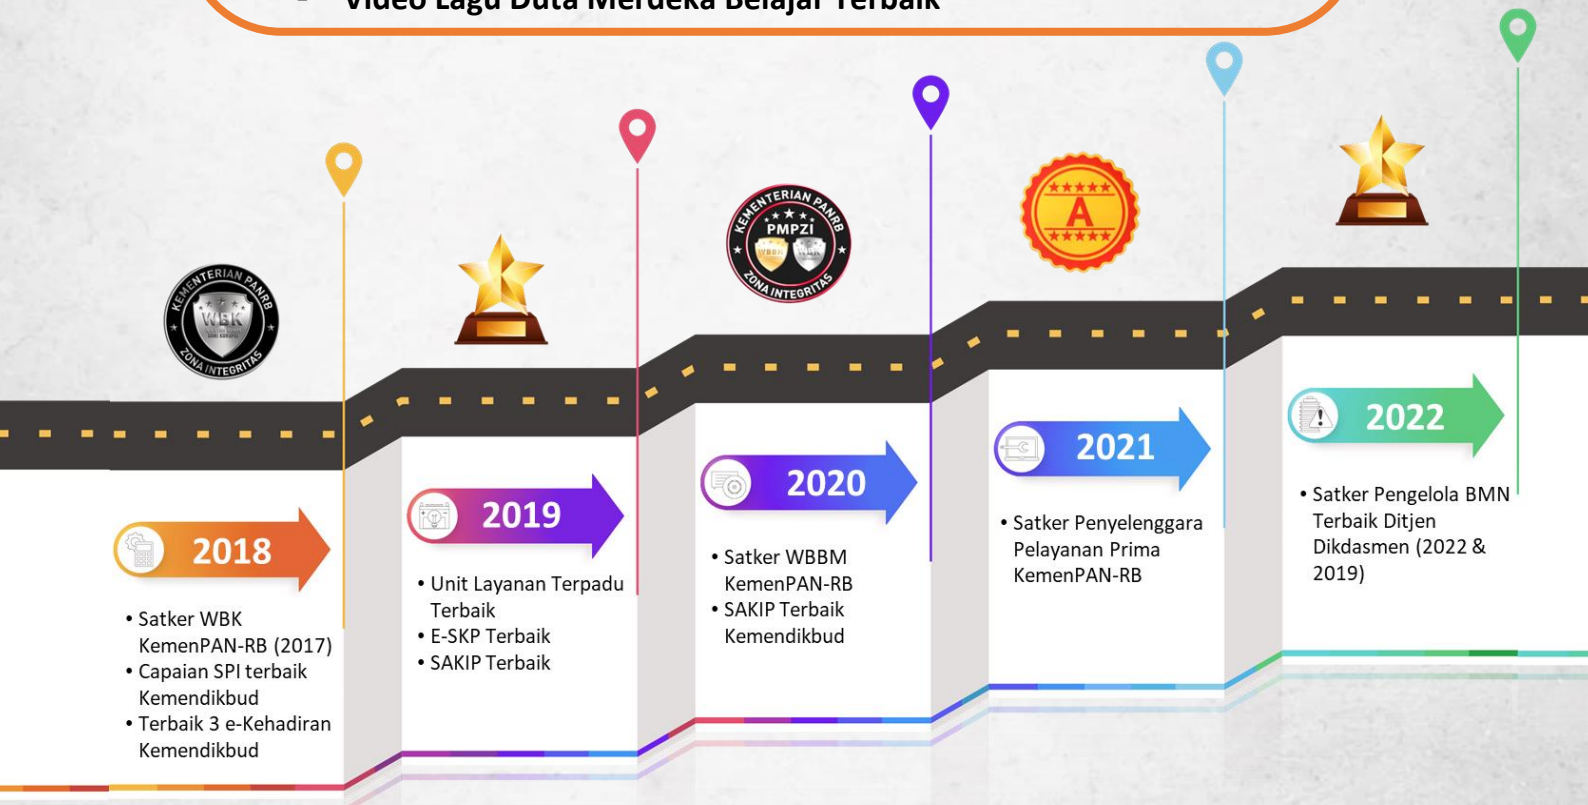 - Video Lagu Duta Merdeka Belajar Terbaik
KEMENTERIAN PANRB
WBK
ZONA INTEGRITAS
2018
• Satker WBK
KemenPAN-RB (2017)
• Capaian SPI terbaik
Kemendikbud
• Terbaik 3 e-Kehadiran
Kemendikbud
2019
• Unit Layanan Terpadu
Terbaik
• E-SKP Terbaik
• SAKIP Terbaik
KEMENTERIAN PANRB
PMPZI
ZONA INTEGRITAS
2020
• Satker WBBM
KemenPAN-RB
• SAKIP Terbaik
Kemendikbud
A
2021
• Satker Penyelenggara
Pelayanan Prima
KemenPAN-RB
2022
• Satker Pengelola BMN
Terbaik Ditjen
Dikdasmen (2022 &
2019)